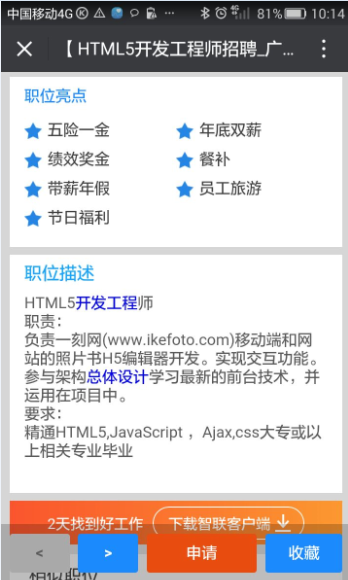 中国移动4G 81% 10:14
【 HTML5开发工程师招聘_广...
职位亮点
五险一金 年底双薪
绩效奖金 餐补
带薪年假 员工旅游
节日福利
职位描述
HTML5开发工程师
职责：
负责一刻网(www.ikefoto.com)移动端和网
站的照片书H5编辑器开发。实现交互功能。
参与架构总体设计学习最新的前台技术，并
运用在项目中。
要求：
精通HTML5,JavaScript ，Ajax,css大专或以
上相关专业毕业
2天找到好工作 下载智联客户端
< > 申请 收藏
相似职位